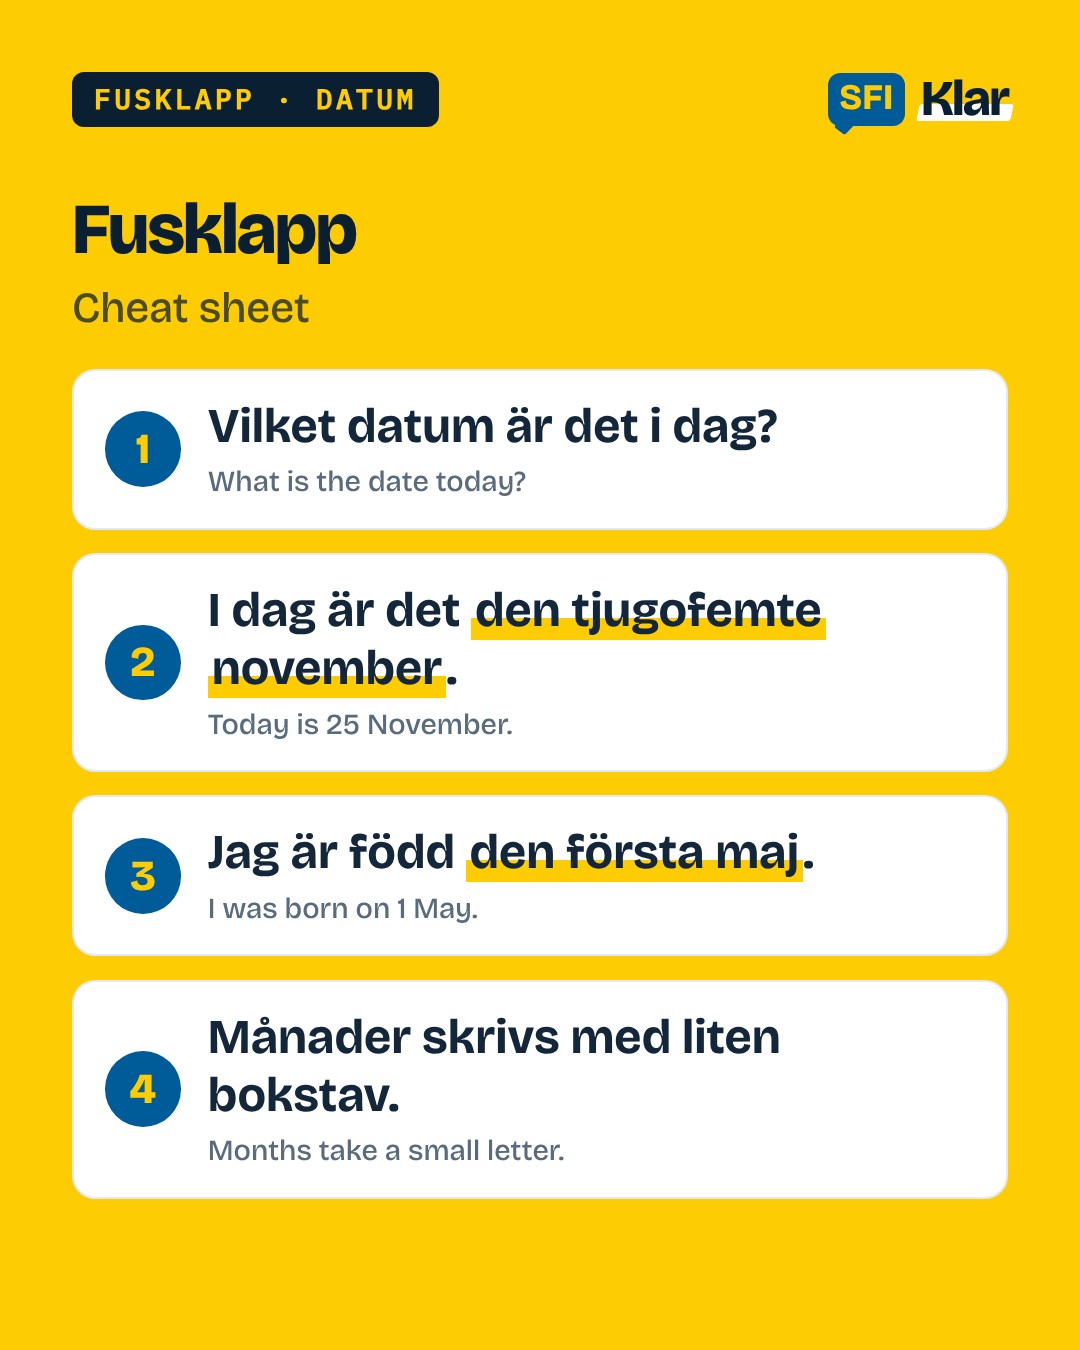 FUSKLAPP · DATUM
SFI Klar
Fusklapp
Cheat sheet
1
Vilket datum är det i dag?
What is the date today?
2
I dag är det den tjugofemte
november.
Today is 25 November.
3
Jag är född den första maj.
I was born on 1 May.
4
Månader skrivs med liten
bokstav.
Months take a small letter.